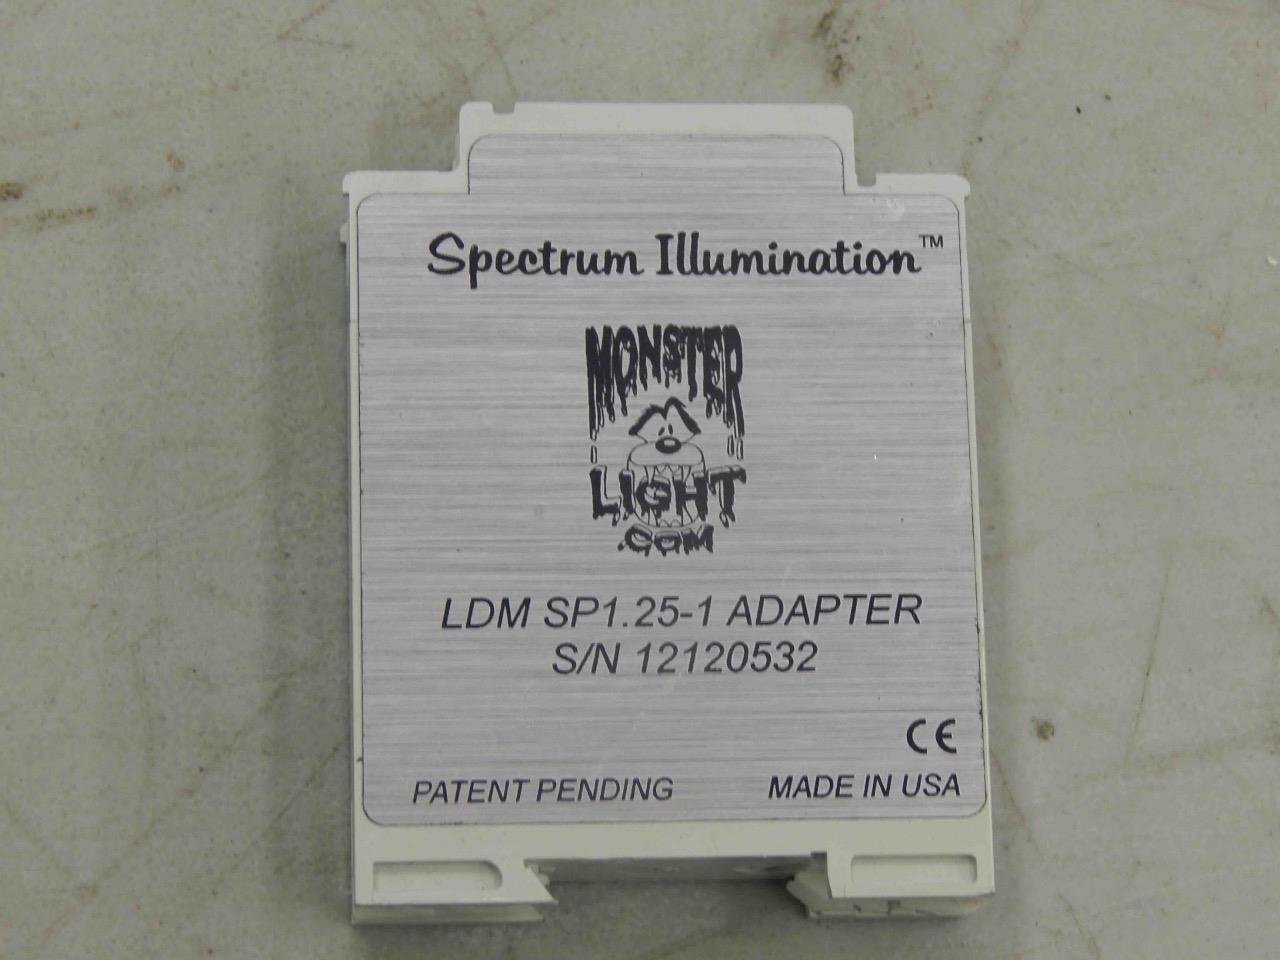 Spectrum Illumination™
MONSTER
LIGHT
.COM
LDM SP1.25-1 ADAPTER
S/N 12120532
CE
PATENT PENDING
MADE IN USA